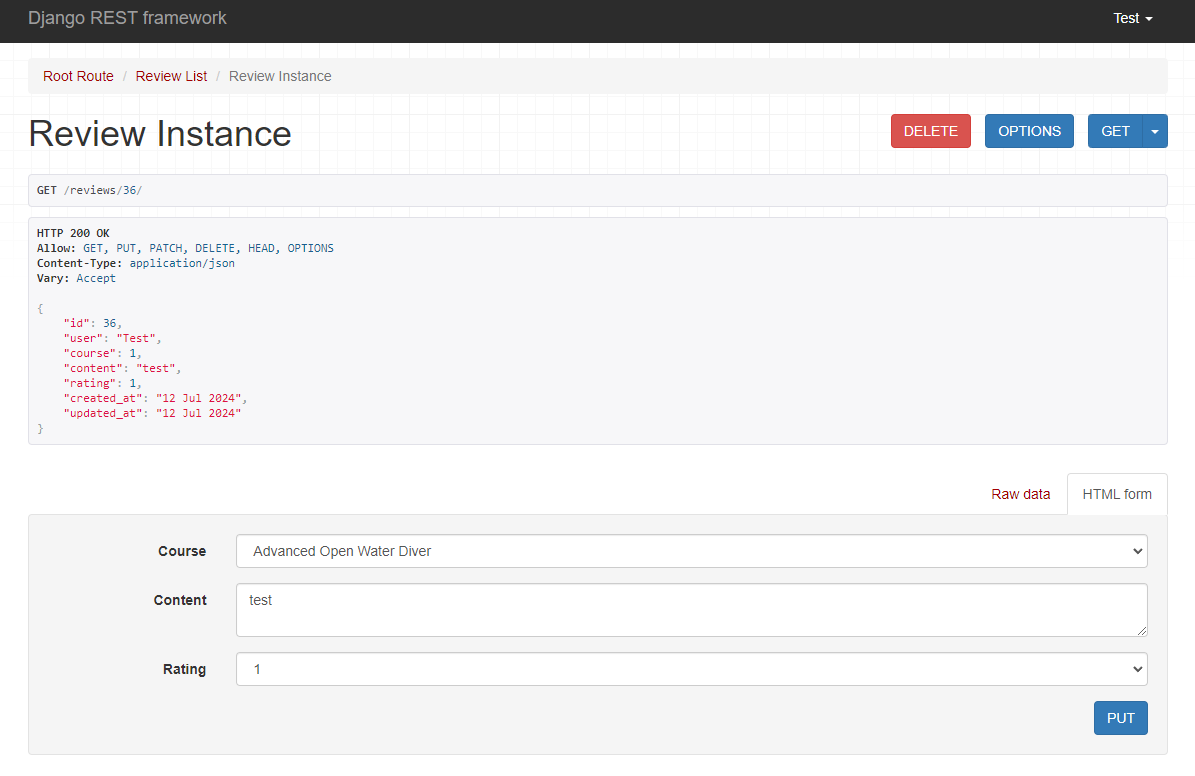 Django REST framework
Test
Root Route / Review List / Review Instance
Review Instance
DELETE
OPTIONS
GET
GET /reviews/36/
HTTP 200 OK
Allow: GET, PUT, PATCH, DELETE, HEAD, OPTIONS
Content-Type: application/json
Vary: Accept
{
    "id": 36,
    "user": "Test",
    "course": 1,
    "content": "test",
    "rating": 1,
    "created_at": "12 Jul 2024",
    "updated_at": "12 Jul 2024"
}
Raw data
HTML form
Course
Advanced Open Water Diver
Content
test
Rating
1
PUT